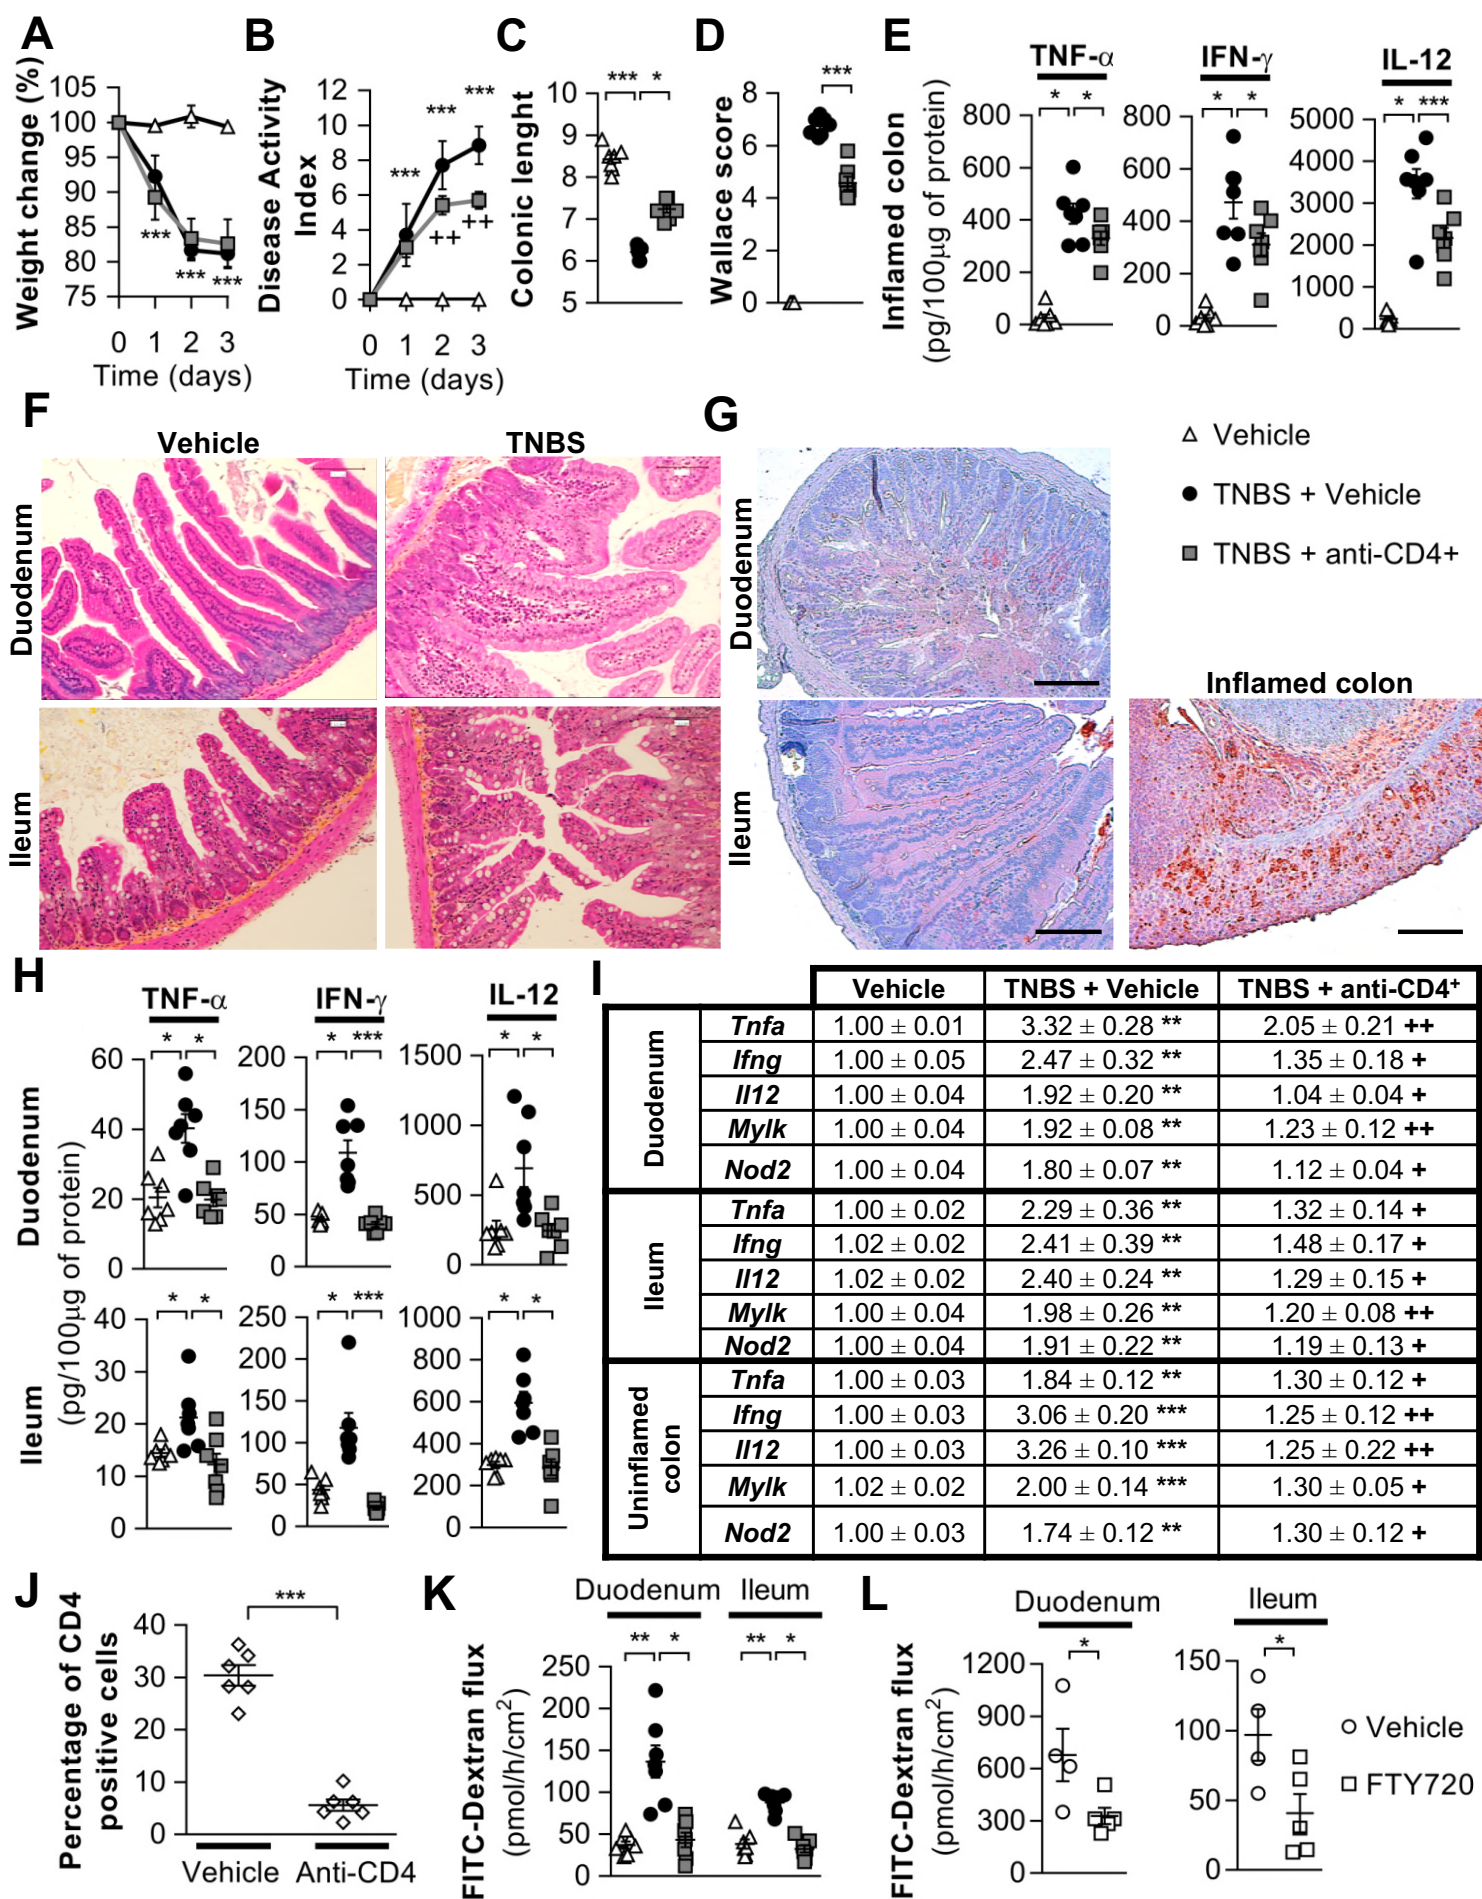 A
Weight change (%)
105
100
95
90
85
80
75
***
***
***
0 1 2 3
Time (days)
B
Disease Activity
Index
12
10
8
6
4
2
0
***
***
***
++
++
0 1 2 3
Time (days)
C
Colonic lenght
10
9
8
7
6
5
*** *
D
Wallace score
8
6
4
2
0
***
E
Inflamed colon
(pg/100µg of protein)
TNF-α
* *
800
600
400
200
0
IFN-γ
* *
800
600
400
200
0
IL-12
* ***
5000
4000
3000
2000
1000
0
F
Vehicle TNBS
Duodenum
Ileum
G
Duodenum
Ileum
Inflamed colon
Vehicle
TNBS + Vehicle
TNBS + anti-CD4+
H
(pg/100µg of protein)
TNF-α IFN-γ IL-12
Duodenum
* *
60
40
20
0
* ***
200
150
100
50
0
* *
1500
1000
500
0
Ileum
* *
40
30
20
10
0
* ***
250
200
150
100
50
0
* *
1000
800
600
400
200
0
I
Vehicle TNBS + Vehicle TNBS + anti-CD4⁺
Duodenum
Tnfa 1.00 ± 0.01 3.32 ± 0.28 ** 2.05 ± 0.21 ++
Ifng 1.00 ± 0.05 2.47 ± 0.32 ** 1.35 ± 0.18 +
Il12 1.00 ± 0.04 1.92 ± 0.20 ** 1.04 ± 0.04 +
Mylk 1.00 ± 0.04 1.92 ± 0.08 ** 1.23 ± 0.12 ++
Nod2 1.00 ± 0.04 1.80 ± 0.07 ** 1.12 ± 0.04 +
Ileum
Tnfa 1.00 ± 0.02 2.29 ± 0.36 ** 1.32 ± 0.14 +
Ifng 1.02 ± 0.02 2.41 ± 0.39 ** 1.48 ± 0.17 +
Il12 1.02 ± 0.02 2.40 ± 0.24 ** 1.29 ± 0.15 +
Mylk 1.00 ± 0.04 1.98 ± 0.26 ** 1.20 ± 0.08 ++
Nod2 1.00 ± 0.04 1.91 ± 0.22 ** 1.19 ± 0.13 +
Uninflamed
colon
Tnfa 1.00 ± 0.03 1.84 ± 0.12 ** 1.30 ± 0.12 +
Ifng 1.00 ± 0.03 3.06 ± 0.20 *** 1.25 ± 0.12 ++
Il12 1.00 ± 0.03 3.26 ± 0.10 *** 1.25 ± 0.22 ++
Mylk 1.02 ± 0.02 2.00 ± 0.14 *** 1.30 ± 0.05 +
Nod2 1.00 ± 0.03 1.74 ± 0.12 ** 1.30 ± 0.12 +
J
Percentage of CD4
positive cells
***
40
30
20
10
0
Vehicle Anti-CD4
K
FITC-Dextran flux
(pmol/h/cm²)
Duodenum Ileum
** * ** *
250
200
150
100
50
0
L
FITC-Dextran flux
(pmol/h/cm²)
Duodenum
*
1200
900
600
300
0
Ileum
*
150
100
50
0
Vehicle
FTY720